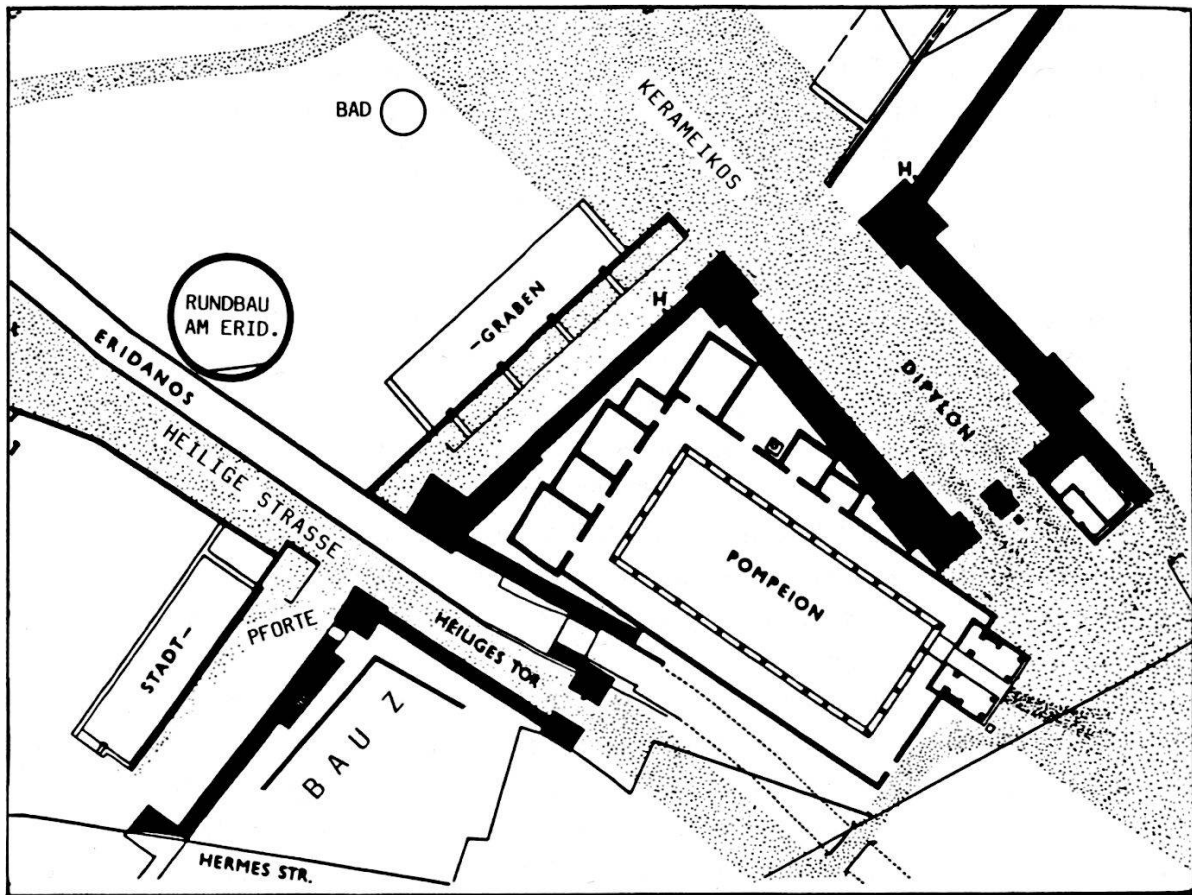 KERAMEIKOS
BAD
H.
H.
RUNDBAU
AM ERID.
-GRABEN
ERIDANOS
DIPYLON
HEILIGE STRASSE
POMPEION
PFORTE
HEILIGES TOR
STADT-
BAU Z
HERMES STR.